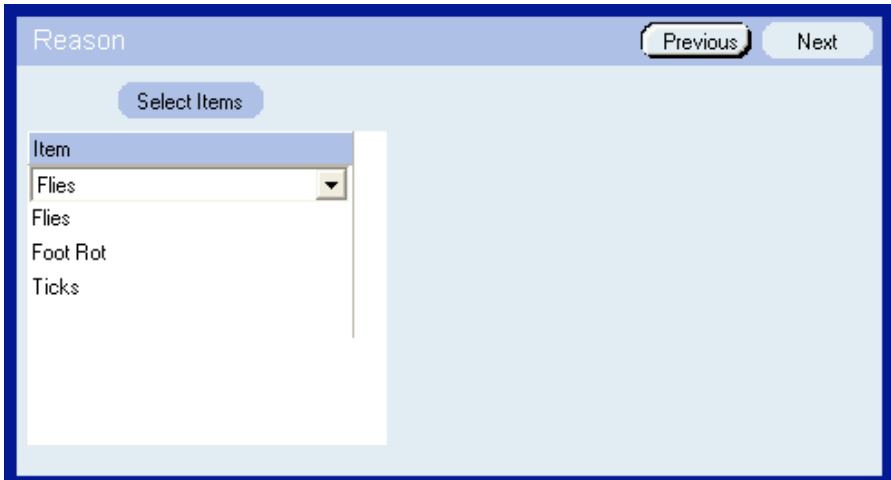 Reason
Previous
Next
Select Items
Item
Flies
Flies
Foot Rot
Ticks